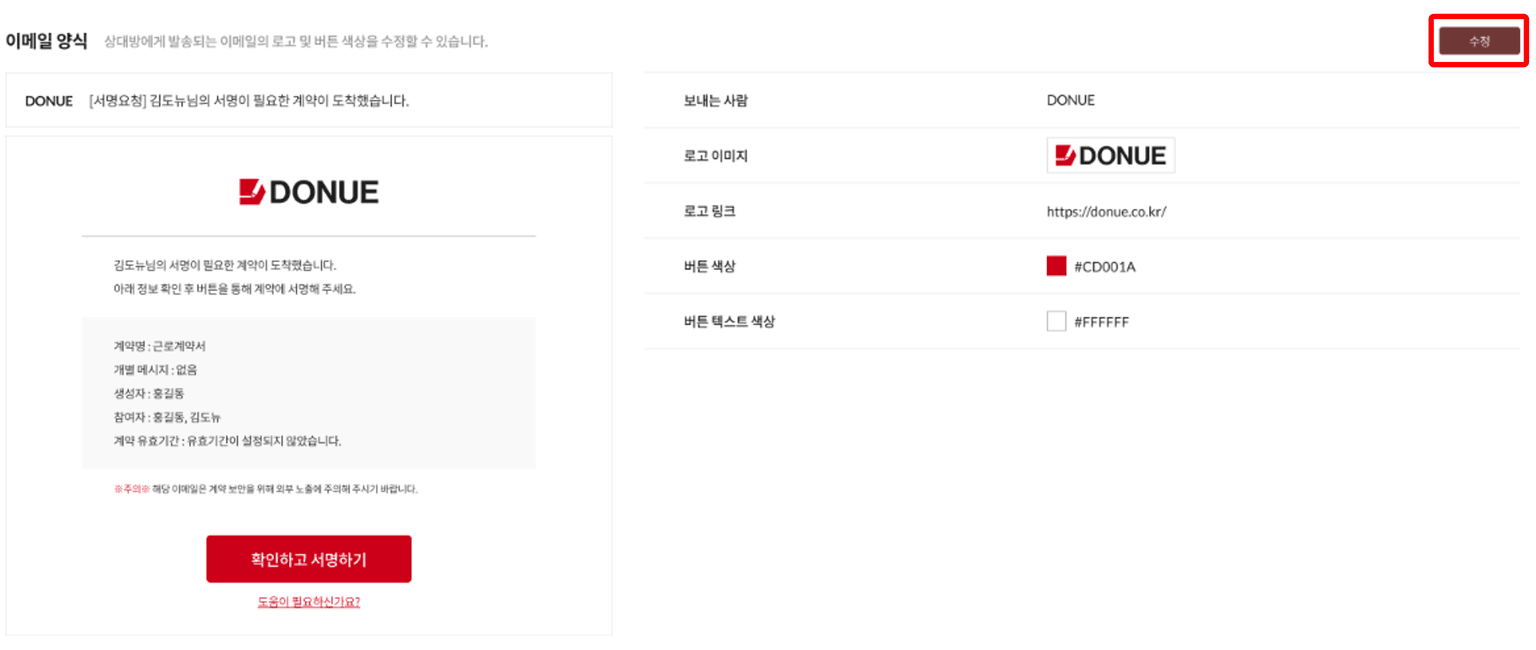 이메일 양식 상대방에게 발송되는 이메일의 로고 및 버튼 색상을 수정할 수 있습니다.
수정
DONUE [서명요청] 김도뉴님의 서명이 필요한 계약이 도착했습니다.
DONUE
김도뉴님의 서명이 필요한 계약이 도착했습니다.
아래 정보 확인 후 버튼을 통해 계약에 서명해 주세요.
계약명 : 근로계약서
개별 메시지 : 없음
생성자 : 홍길동
참여자 : 홍길동, 김도뉴
계약 유효기간 : 유효기간이 설정되지 않았습니다.
※주의※ 해당 이메일은 계약 보안을 위해 외부 노출에 주의해 주시기 바랍니다.
확인하고 서명하기
도움이 필요하신가요?
보내는 사람 DONUE
로고 이미지 DONUE
로고 링크 https://donue.co.kr/
버튼 색상 #CD001A
버튼 텍스트 색상 #FFFFFF